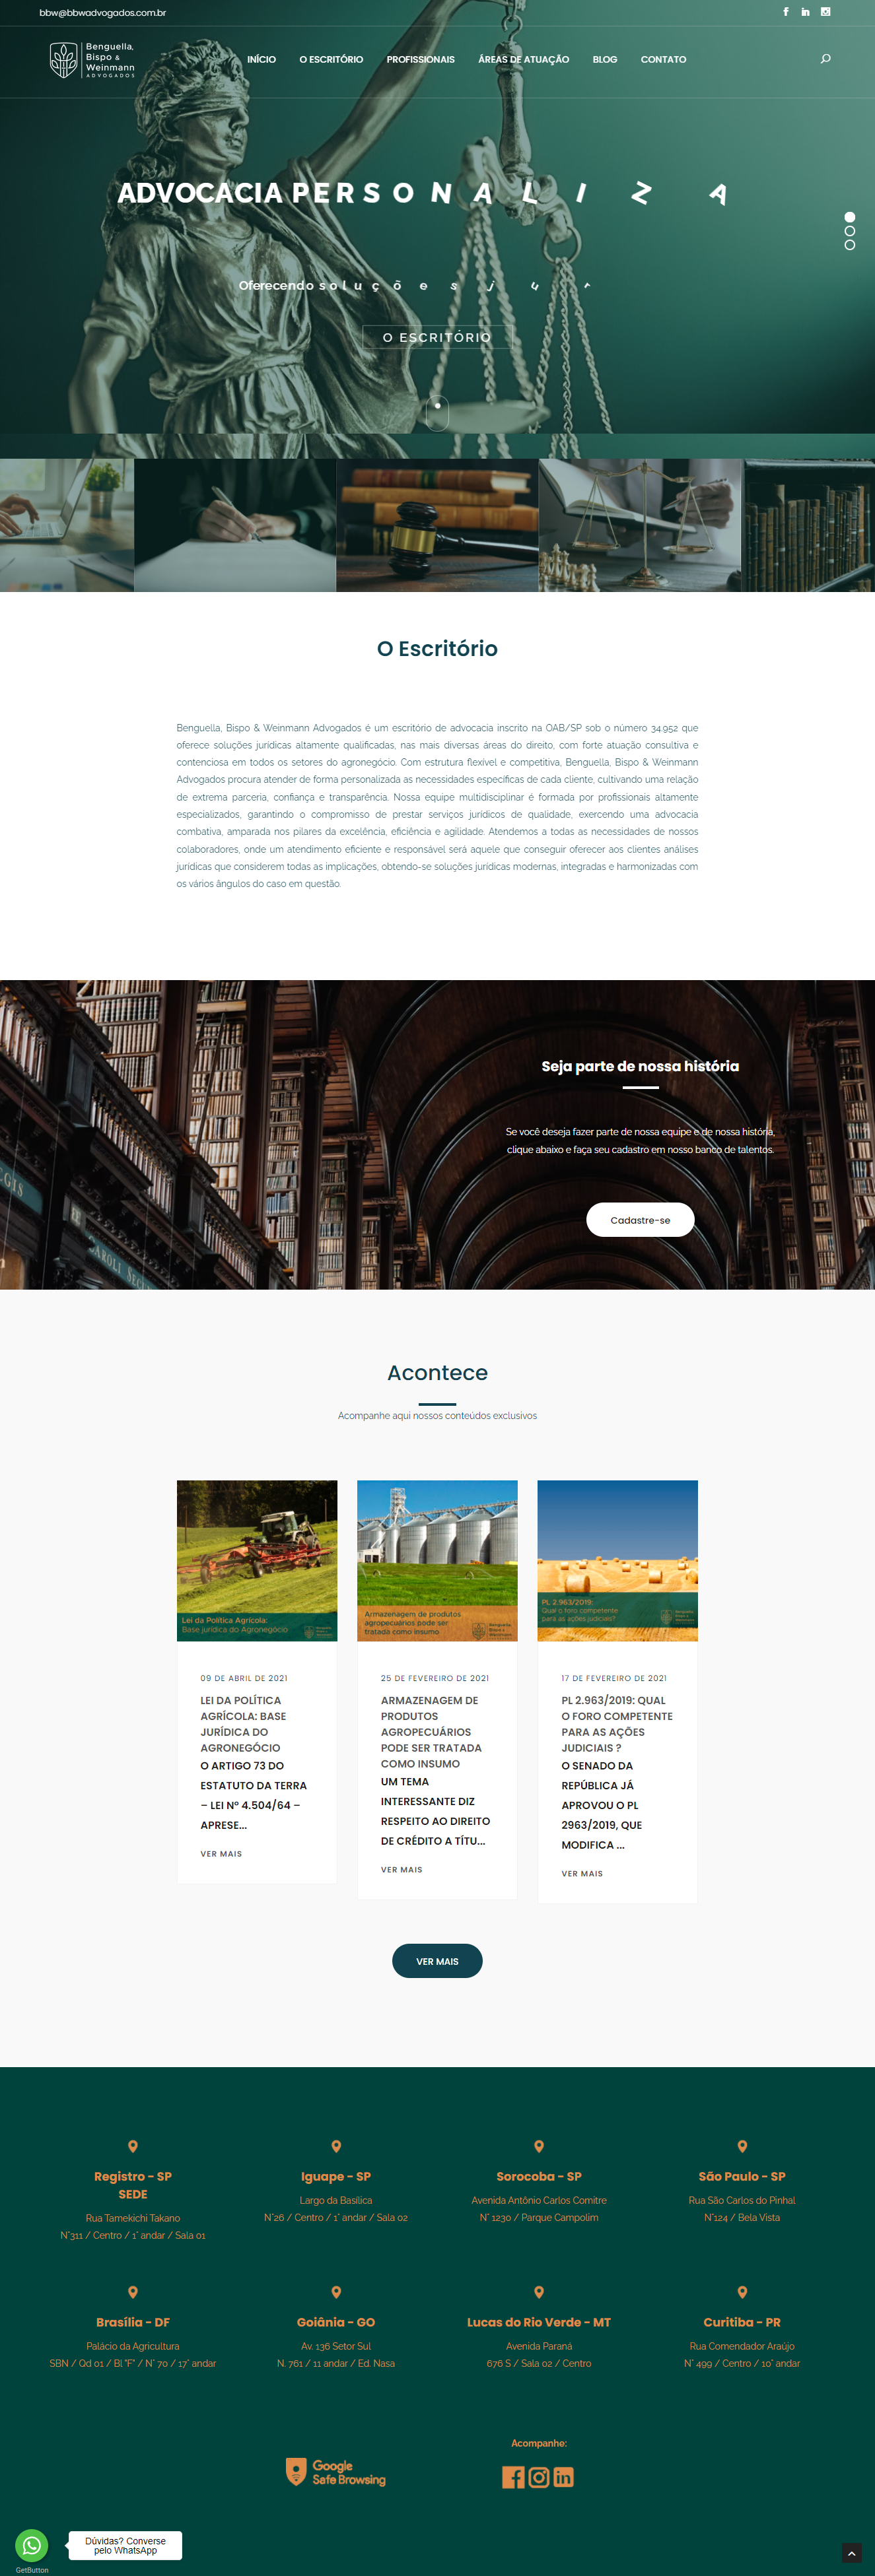 bbw@bbwadvogados.com.br
Benguella,
Bispo &
Weinmann
ADVOGADOS
INÍCIO O ESCRITÓRIO PROFISSIONAIS ÁREAS DE ATUAÇÃO BLOG CONTATO
ADVOCACIA PERSONALIZA
Oferecendo soluções jur
O ESCRITÓRIO
O Escritório
Benguella, Bispo & Weinmann Advogados é um escritório de advocacia inscrito na OAB/SP sob o número 34.952 que
oferece soluções jurídicas altamente qualificadas, nas mais diversas áreas do direito, com forte atuação consultiva e
contenciosa em todos os setores do agronegócio. Com estrutura flexível e competitiva, Benguella, Bispo & Weinmann
Advogados procura atender de forma personalizada as necessidades específicas de cada cliente, cultivando uma relação
de extrema parceria, confiança e transparência. Nossa equipe multidisciplinar é formada por profissionais altamente
especializados, garantindo o compromisso de prestar serviços jurídicos de qualidade, exercendo uma advocacia
combativa, amparada nos pilares da excelência, eficiência e agilidade. Atendemos a todas as necessidades de nossos
colaboradores, onde um atendimento eficiente e responsável será aquele que conseguir oferecer aos clientes análises
jurídicas que considerem todas as implicações, obtendo-se soluções jurídicas modernas, integradas e harmonizadas com
os vários ângulos do caso em questão.
Seja parte de nossa história
Se você deseja fazer parte de nossa equipe e de nossa história,
clique abaixo e faça seu cadastro em nosso banco de talentos.
Cadastre-se
Acontece
Acompanhe aqui nossos conteúdos exclusivos
Lei da Política Agrícola:
Base jurídica do Agronegócio
09 DE ABRIL DE 2021
LEI DA POLÍTICA
AGRÍCOLA: BASE
JURÍDICA DO
AGRONEGÓCIO
O ARTIGO 73 DO
ESTATUTO DA TERRA
– LEI Nº 4.504/64 –
APRESE...
VER MAIS
Armazenagem de produtos
agropecuários pode ser
tratada como insumo
25 DE FEVEREIRO DE 2021
ARMAZENAGEM DE
PRODUTOS
AGROPECUÁRIOS
PODE SER TRATADA
COMO INSUMO
UM TEMA
INTERESSANTE DIZ
RESPEITO AO DIREITO
DE CRÉDITO A TÍTU...
VER MAIS
PL 2.963/2019:
Qual o foro competente
para as ações judiciais?
17 DE FEVEREIRO DE 2021
PL 2.963/2019: QUAL
O FORO COMPETENTE
PARA AS AÇÕES
JUDICIAIS ?
O SENADO DA
REPÚBLICA JÁ
APROVOU O PL
2963/2019, QUE
MODIFICA ...
VER MAIS
VER MAIS
Registro - SP
SEDE
Rua Tamekichi Takano
N°311 / Centro / 1° andar / Sala 01
Iguape - SP
Largo da Basílica
N°26 / Centro / 1° andar / Sala 02
Sorocoba - SP
Avenida Antônio Carlos Comitre
N° 1230 / Parque Campolim
São Paulo - SP
Rua São Carlos do Pinhal
N°124 / Bela Vista
Brasília - DF
Palácio da Agricultura
SBN / Qd 01 / Bl "F" / N° 70 / 17° andar
Goiânia - GO
Av. 136 Setor Sul
N. 761 / 11 andar / Ed. Nasa
Lucas do Rio Verde - MT
Avenida Paraná
676 S / Sala 02 / Centro
Curitiba - PR
Rua Comendador Araújo
N° 499 / Centro / 10° andar
Google
Safe Browsing
Acompanhe:
Dúvidas? Converse
pelo WhatsApp
GetButton